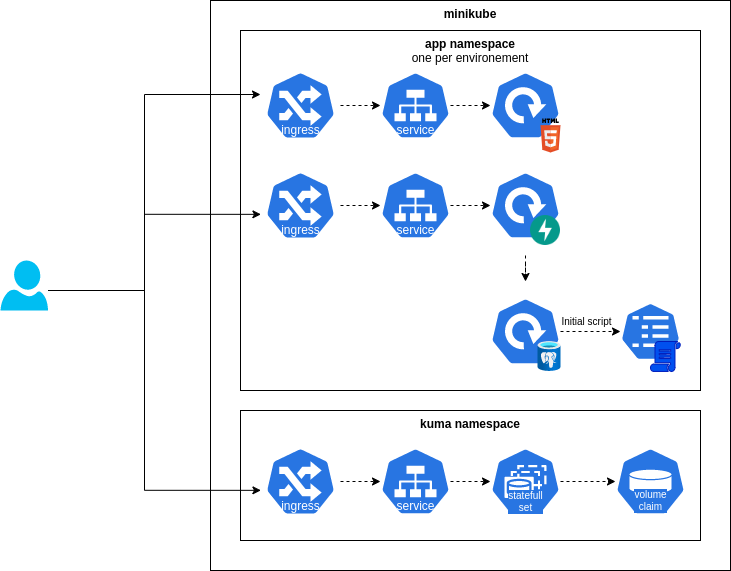 minikube
app namespace
one per environement
ingress
service
HTML
5
ingress
service
Initial script
kuma namespace
ingress
service
statefull
set
volume
claim